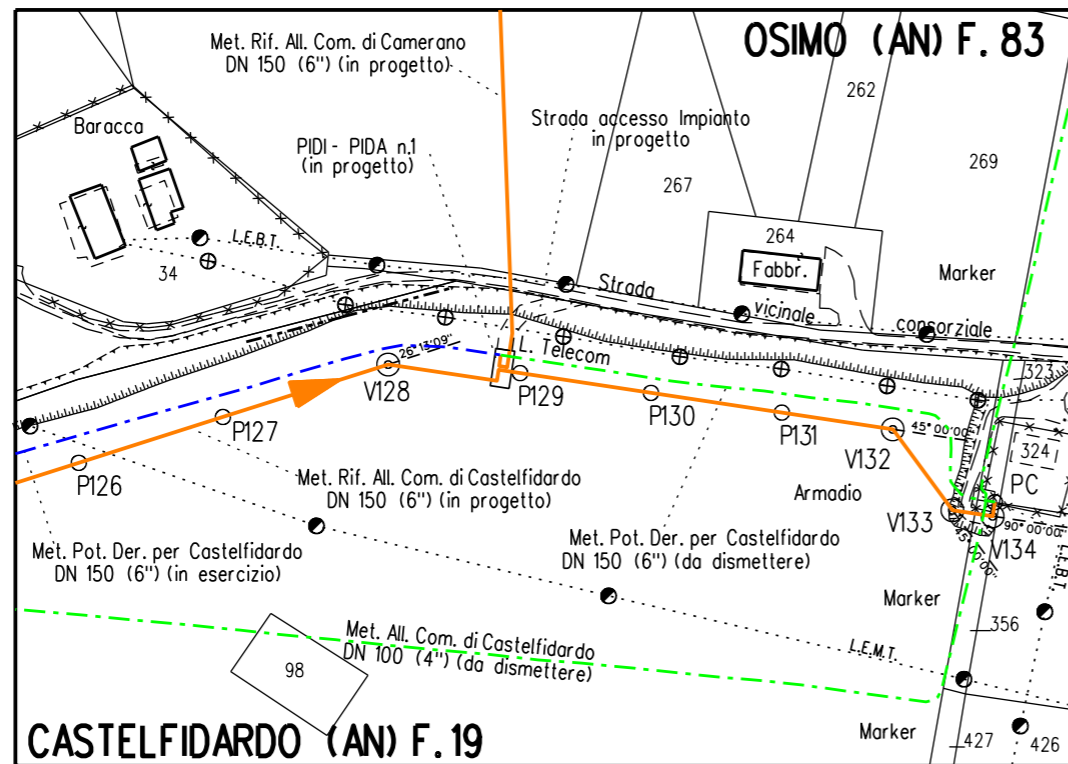 OSIMO (AN) F. 83
Met. Rif. All. Com. di Camerano
DN 150 (6") (in progetto)
262
Baracca
Strada accesso Impianto
in progetto
PIDI - PIDA n.1
(in progetto)
269
267
L.E.B.T.
264
34
Fabbr.
Marker
Strada
vicinale
consorziale
26°13'09"
L. Telecom
V128
P129
323
P130
P127
P131
45° 00'00"
V132
324
P126
Met. Rif. All. Com. di Castelfidardo
DN 150 (6") (in progetto)
Armadio
PC
V133
90° 00'00"
V134
45° 00'00"
Met. Pot. Der. per Castelfidardo
DN 150 (6") (in esercizio)
Met. Pot. Der. per Castelfidardo
DN 150 (6") (da dismettere)
L.E.B.T.
Marker
356
Met. All. Com. di Castelfidardo
DN 100 (4") (da dismettere)
L.E.M.T.
98
Marker
427
426
CASTELFIDARDO (AN) F. 19